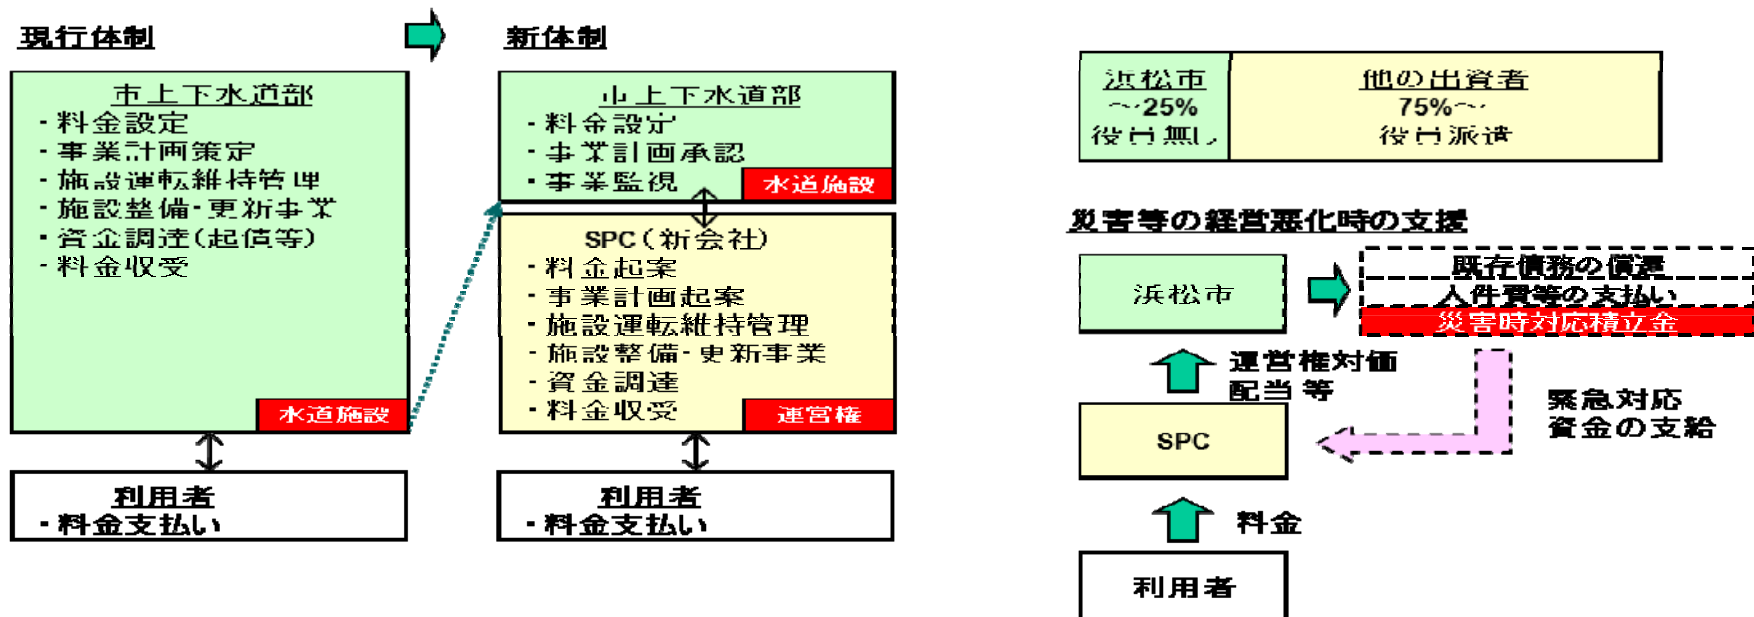 現行体制
市上下水道部
・料金設定
・事業計画策定
・施設運転維持管理
・施設整備・更新事業
・資金調達(起債等)
・料金収受
水道施設
利用者
・料金支払い
新体制
市上下水道部
・料金設定
・事業計画承認
・事業監視
水道施設
SPC(新会社)
・料金起案
・事業計画起案
・施設運転維持管理
・施設整備・更新事業
・資金調達
・料金収受
運営権
利用者
・料金支払い
浜松市
～25%
役員無し
他の出資者
75%～
役員派遣
災害等の経営悪化時の支援
浜松市
既存債務の償還
人件費等の支払い
災害時対応積立金
運営権対価
配当等
緊急対応
資金の支給
SPC
料金
利用者